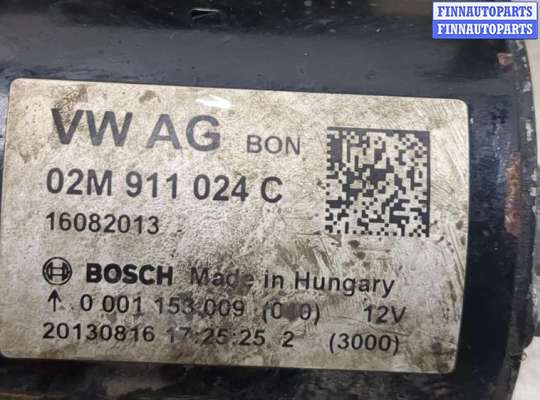 FINNAUTOPARTS
FINNAUTOPARTS
VW AG BON
02M 911 024 C
16082013
BOSCH Made in Hungary
↑ 0 001 153 009 (040) 12V
20130816 17:25:25 2 (3000)